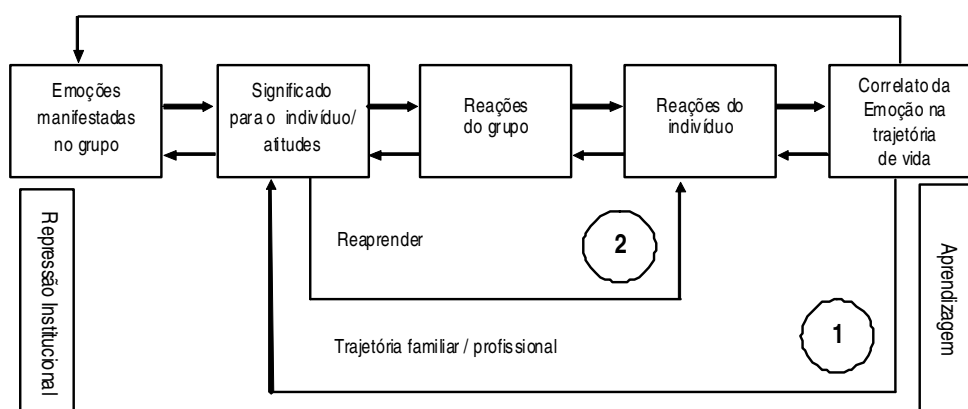 Emoções
manifestadas
no grupo
Significado
para o indivíduo/
atitudes
Reações
do grupo
Reações do
indivíduo
Correlato da
Emoção na
trajetória
de vida
Repressão Institucional
Reaprender
2
Trajetória familiar / profissional
1
Aprendizagem